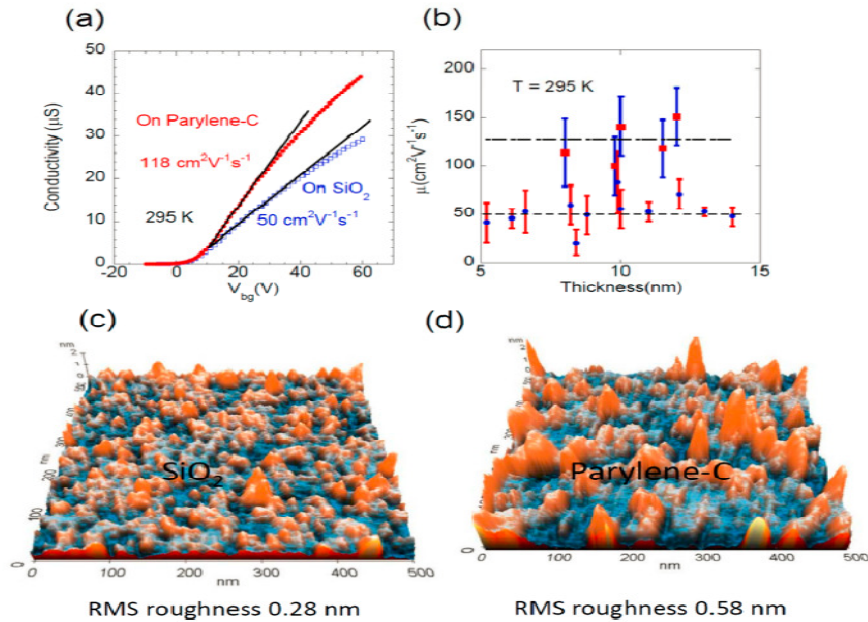 (a)
50
40
30
20
10
0
Conductivity (µS)
On Parylene-C
118 cm²V⁻¹s⁻¹
On SiO₂
50 cm²V⁻¹s⁻¹
295 K
-20 0 20 40 60 80
V_bg(V)
(b)
200
150
100
50
0
µ(cm²V⁻¹s⁻¹)
T = 295 K
5 10 15
Thickness(nm)
(c)
nm
SiO₂
0 100 200 300 400 500
nm
RMS roughness 0.28 nm
(d)
nm
Parylene-C
0 100 200 300 400 500
nm
RMS roughness 0.58 nm